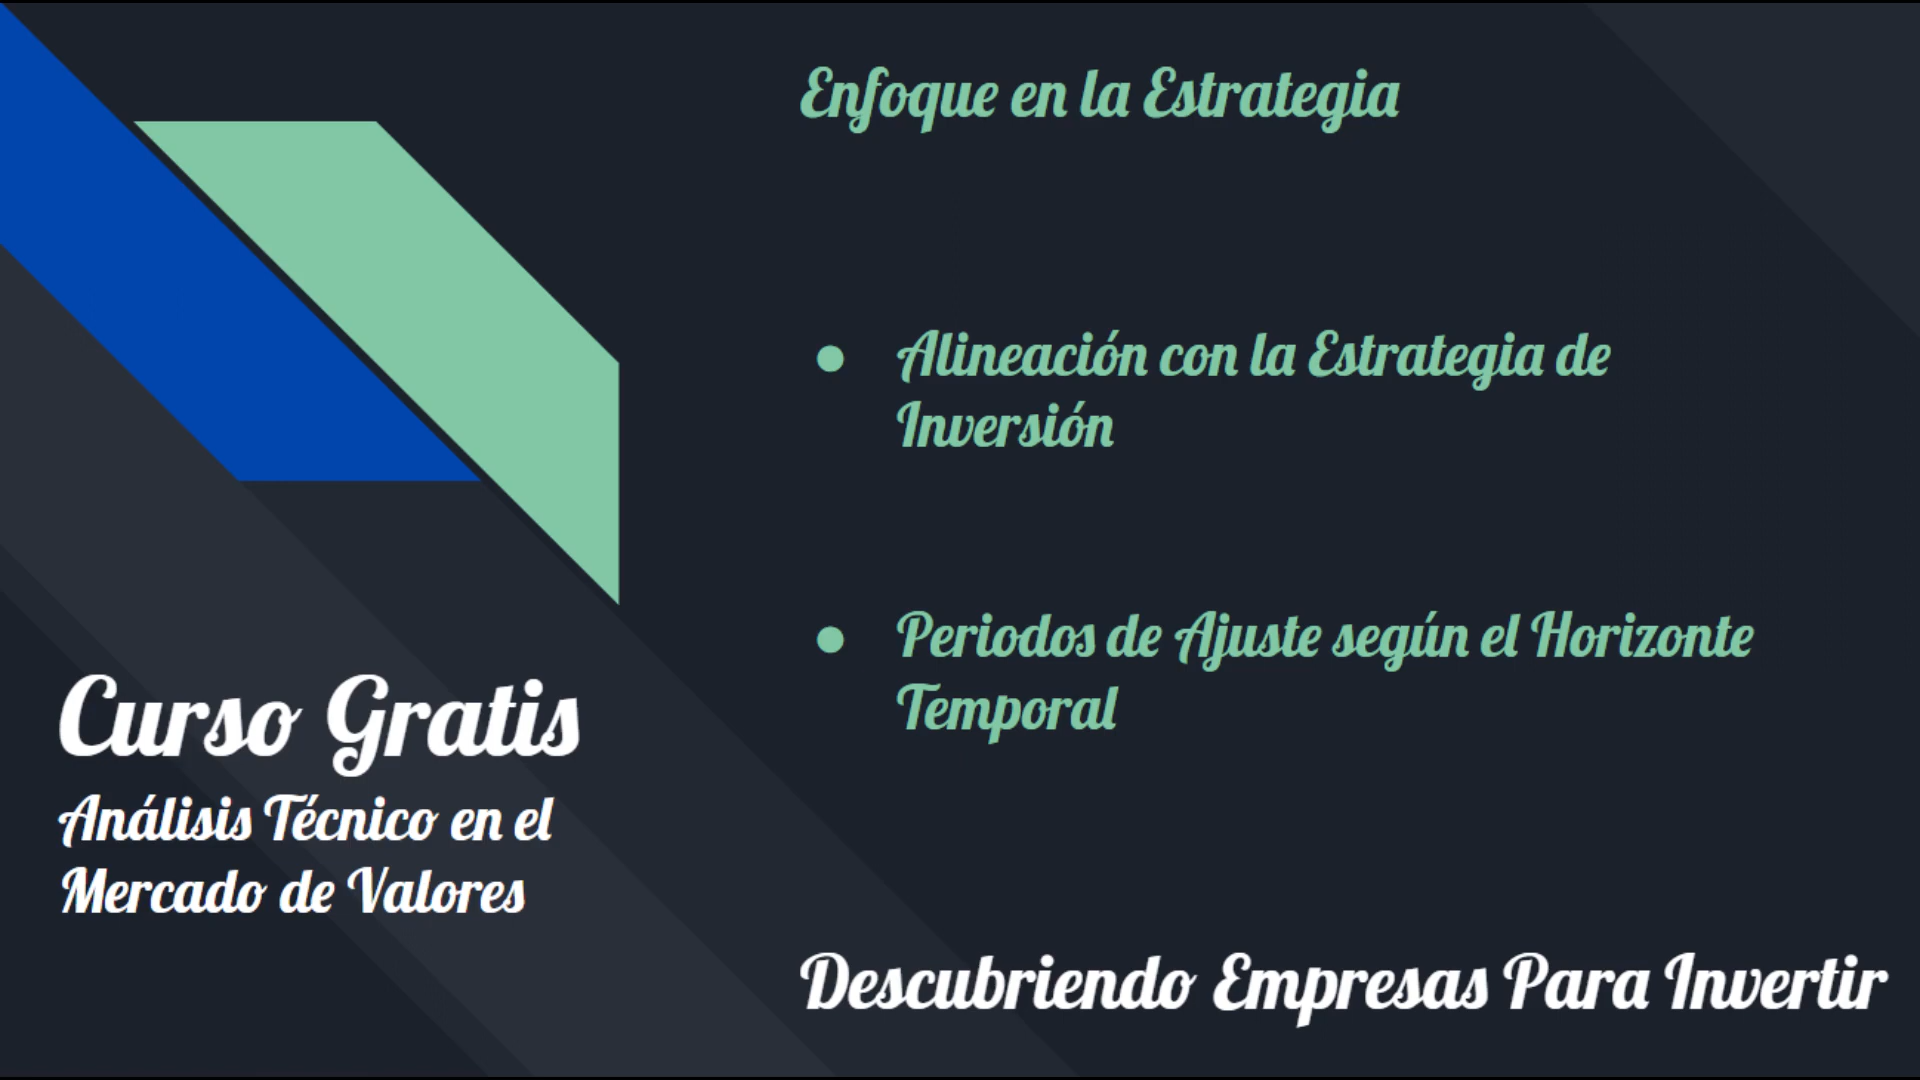 Enfoque en la Estrategia
● Alineación con la Estrategia de
Inversión
● Periodos de Ajuste según el Horizonte
Temporal
Curso Gratis
Análisis Técnico en el
Mercado de Valores
Descubriendo Empresas Para Invertir